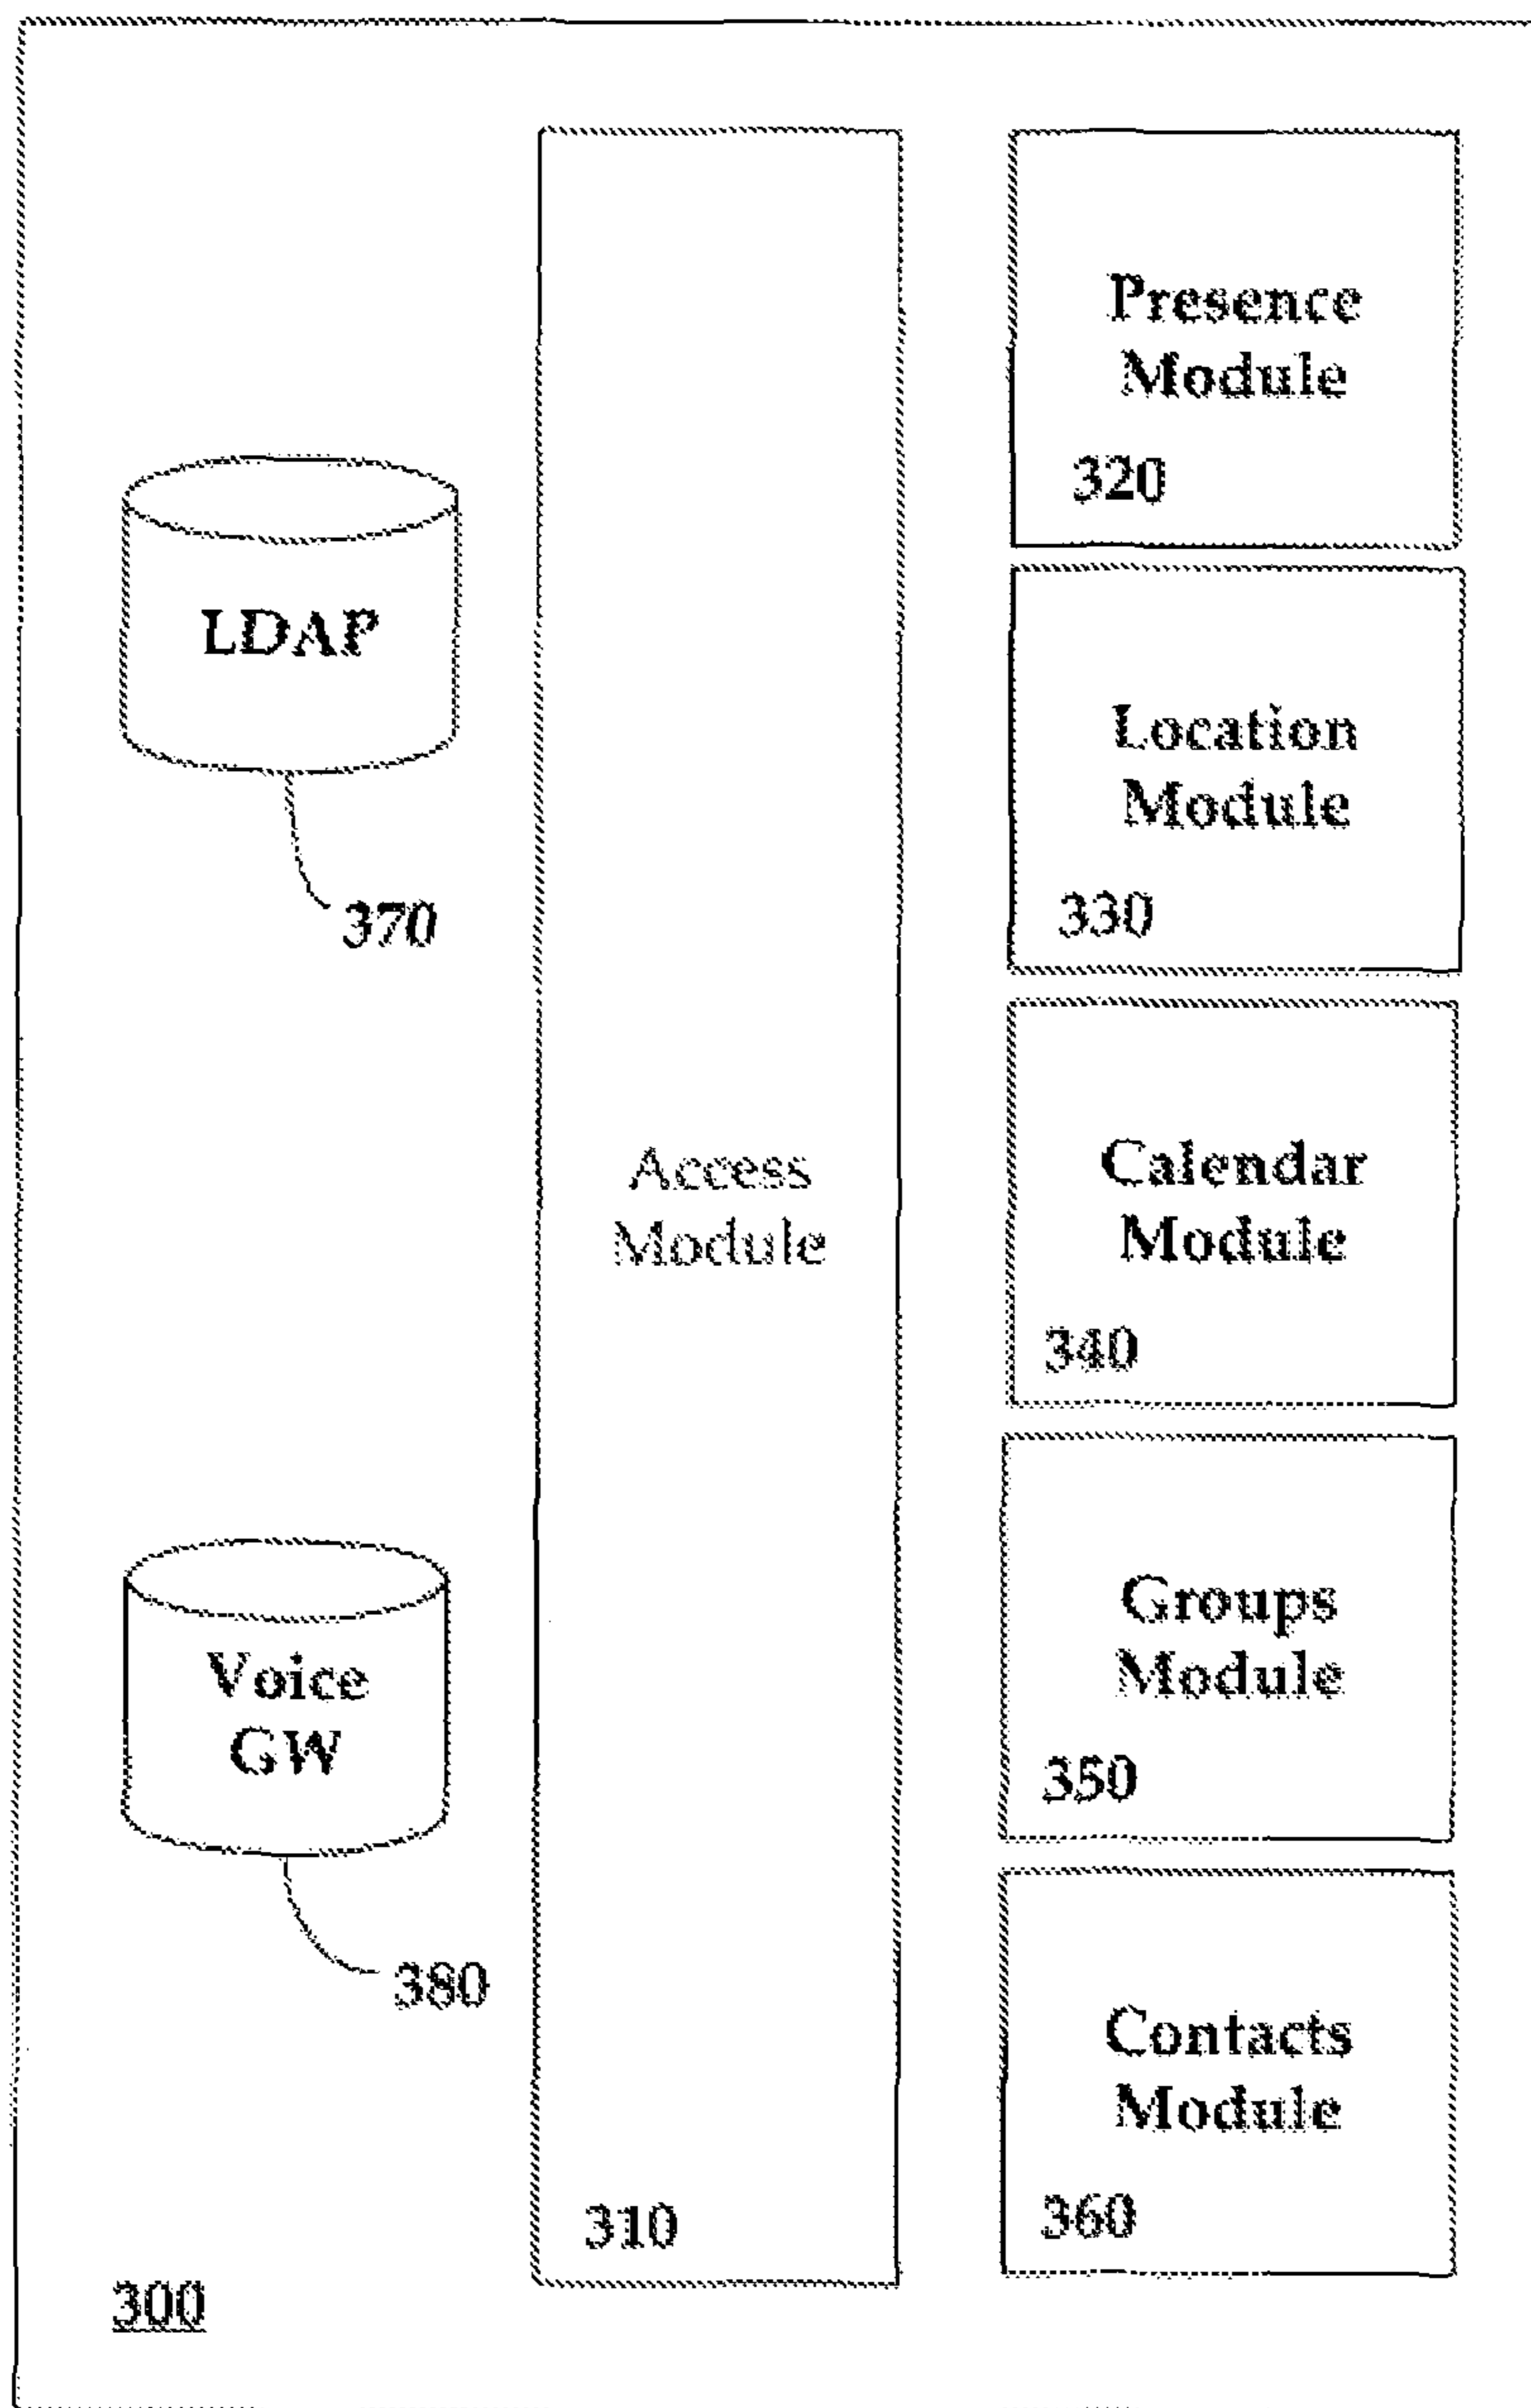 LDAP
370
Voice
GW
380
300
Access
Module
310
Presence
Module
320
Location
Module
330
Calendar
Module
340
Groups
Module
350
Contacts
Module
360